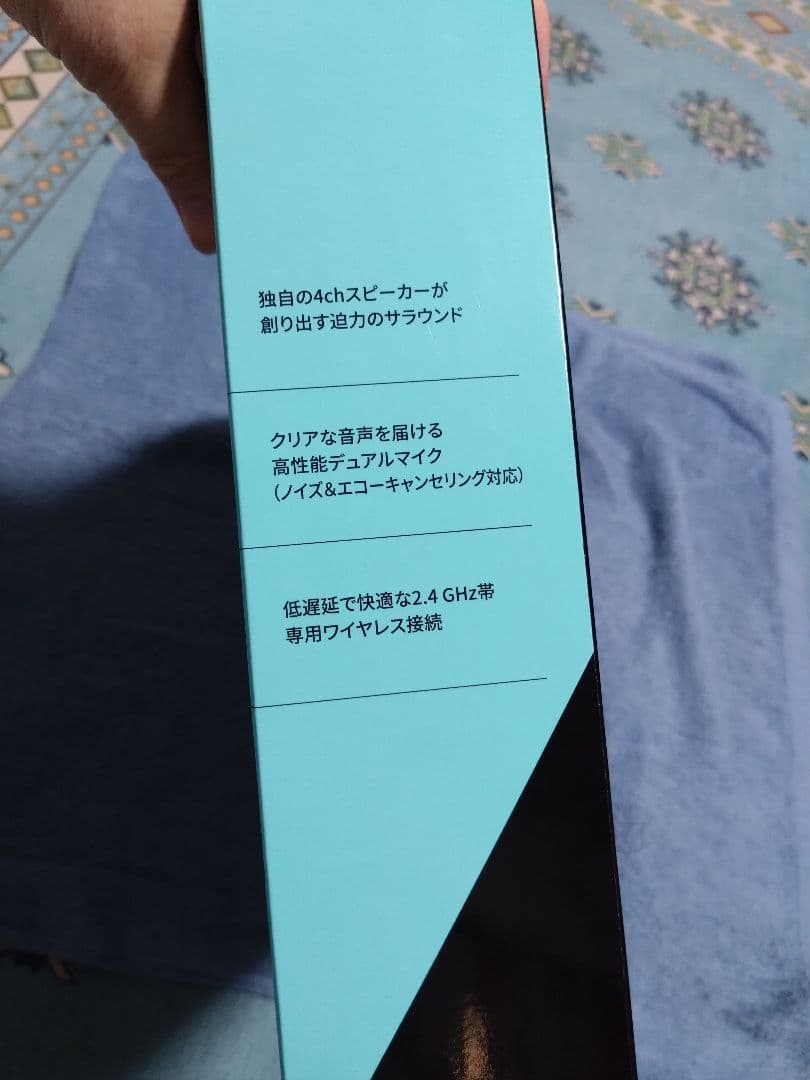 独自の4chスピーカーが
創り出す迫力のサラウンド
クリアな音声を届ける
高性能デュアルマイク
（ノイズ&エコーキャンセリング対応）
低遅延で快適な2.4 GHz帯
専用ワイヤレス接続